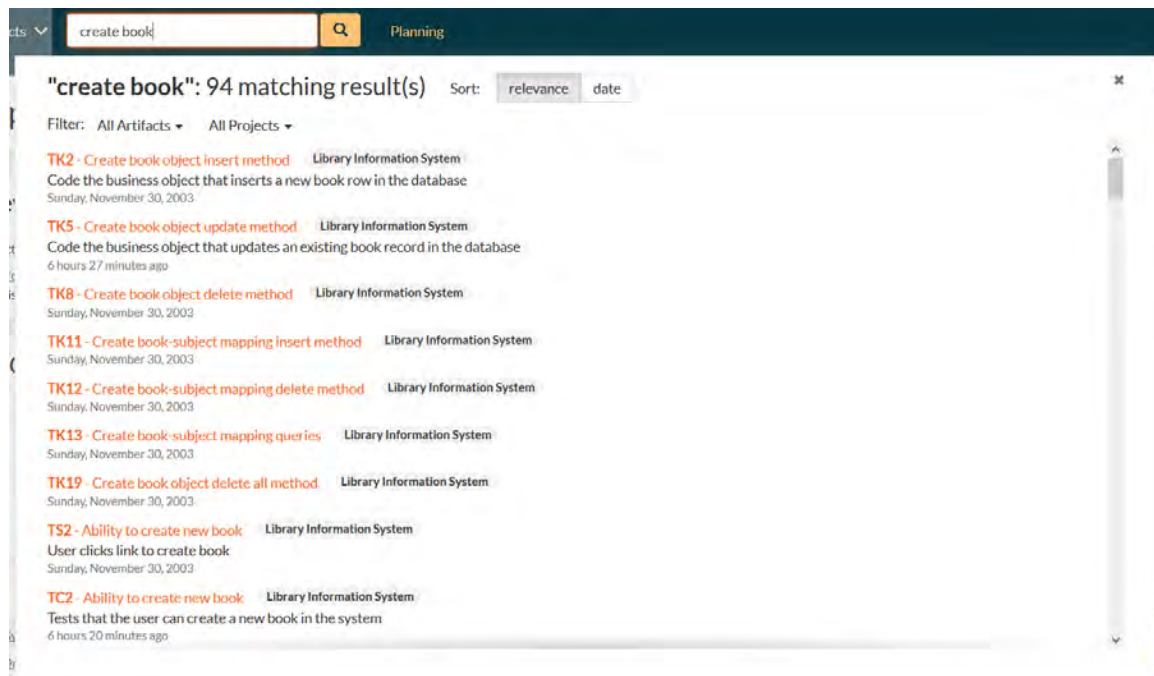 cts
create book
Planning
"create book": 94 matching result(s) Sort: relevance date
Filter: All Artifacts All Projects
TK2 - Create book object insert method Library Information System
Code the business object that inserts a new book row in the database
Sunday, November 30, 2003
TK5 - Create book object update method Library Information System
Code the business object that updates an existing book record in the database
6 hours 27 minutes ago
TK8 - Create book object delete method Library Information System
Sunday, November 30, 2003
TK11 - Create book-subject mapping insert method Library Information System
Sunday, November 30, 2003
TK12 - Create book-subject mapping delete method Library Information System
Sunday, November 30, 2003
TK13 - Create book-subject mapping queries Library Information System
Sunday, November 30, 2003
TK19 - Create book object delete all method Library Information System
Sunday, November 30, 2003
TS2 - Ability to create new book Library Information System
User clicks link to create book
Sunday, November 30, 2003
TC2 - Ability to create new book Library Information System
Tests that the user can create a new book in the system
6 hours 20 minutes ago